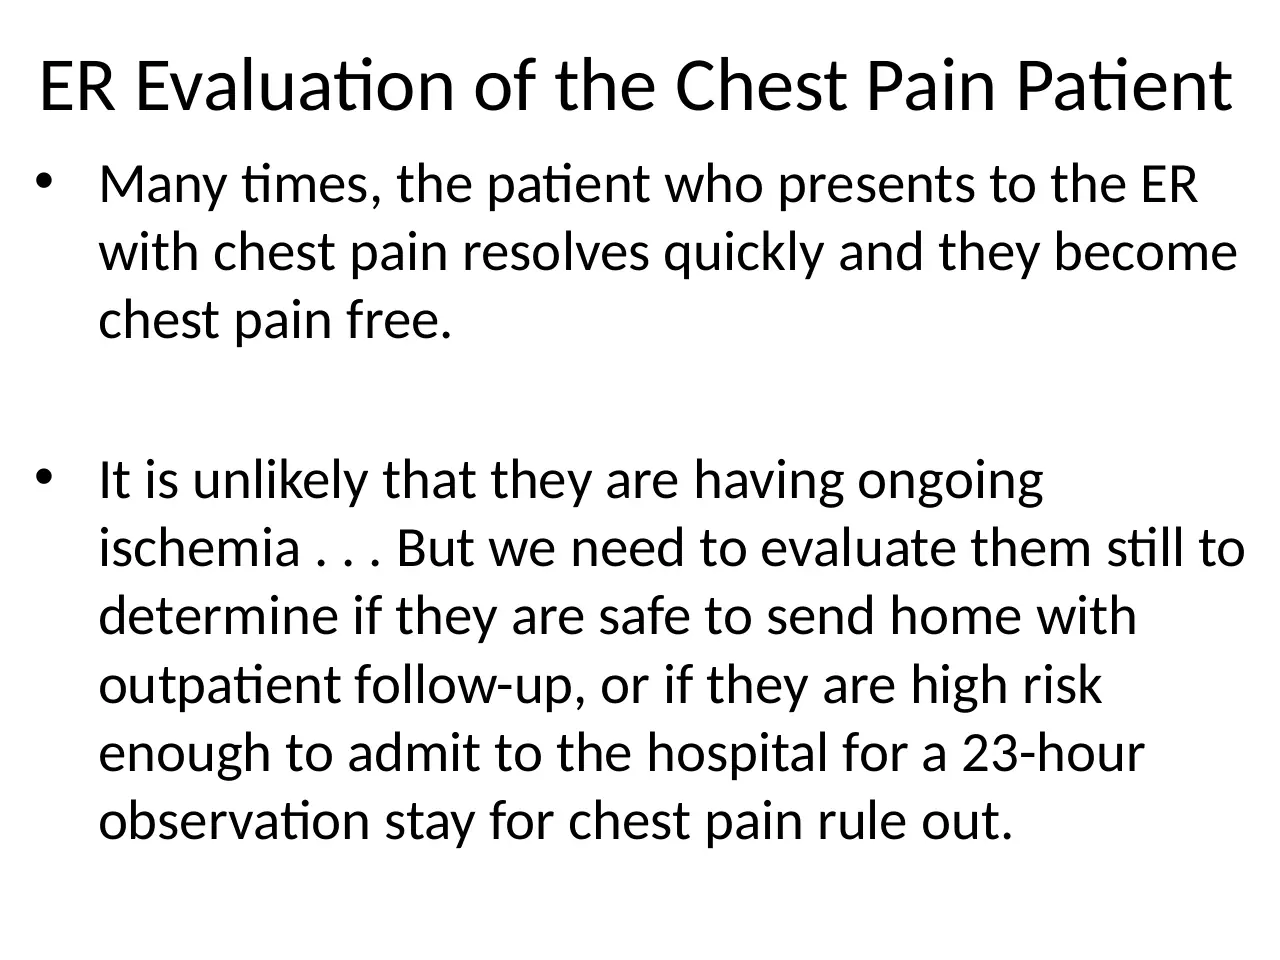 ER Evaluation of the Chest Pain Patient
• Many times, the patient who presents to the ER
with chest pain resolves quickly and they become
chest pain free.
• It is unlikely that they are having ongoing
ischemia . . . But we need to evaluate them still to
determine if they are safe to send home with
outpatient follow-up, or if they are high risk
enough to admit to the hospital for a 23-hour
observation stay for chest pain rule out.